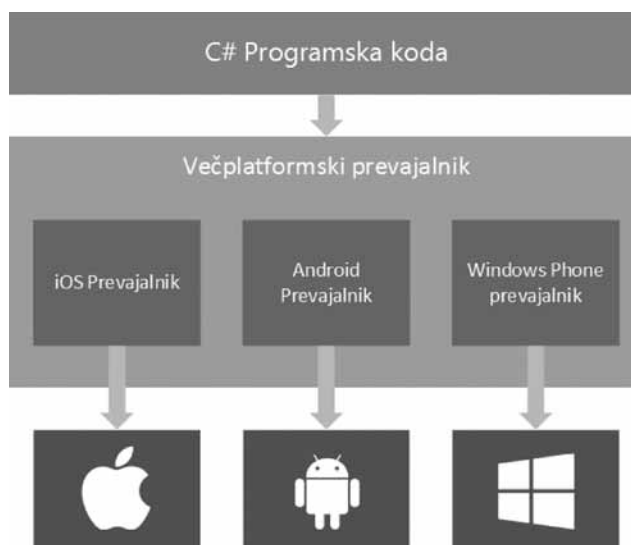 C# Programska koda
Večplatformski prevajalnik
iOS Prevajalnik
Android
Prevajalnik
Windows Phone
prevajalnik